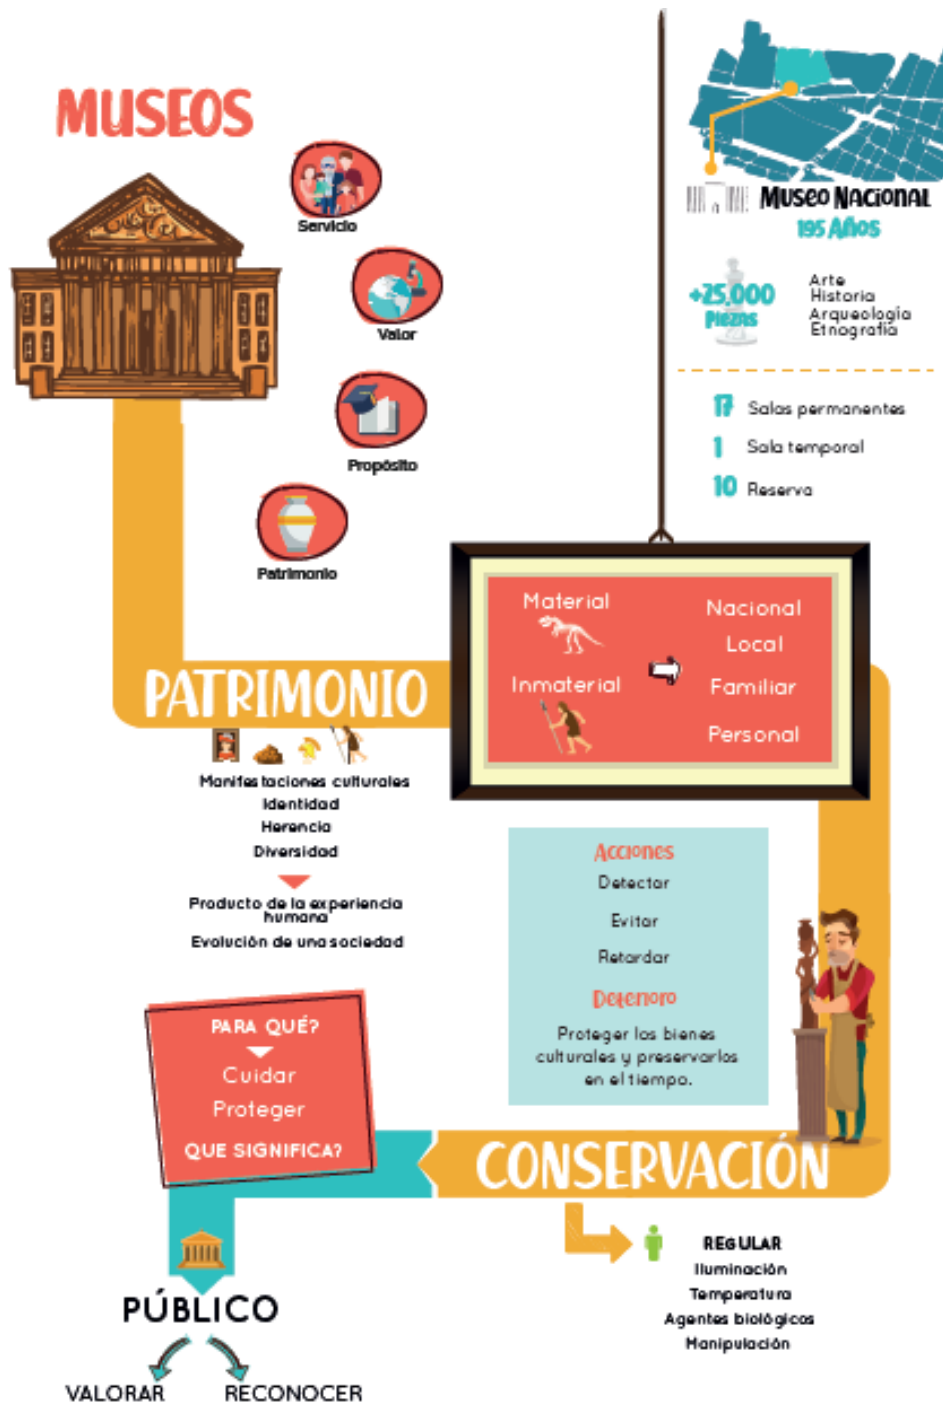 MUSEOS
Servicio
Valor
Propósito
Patrimonio
MUSEO NACIONAL
195 AÑOS
+25.000
PIEZAS
Arte
Historia
Arqueología
Etnografía
17 Salas permanentes
1 Sala temporal
10 Reserva
Material
Inmaterial
Nacional
Local
Familiar
Personal
PATRIMONIO
Manifestaciones culturales
Identidad
Herencia
Diversidad
Producto de la experiencia
humana
Evolución de una sociedad
Acciones
Detectar
Evitar
Retardar
Deterioro
Proteger los bienes
culturales y preservarlos
en el tiempo.
PARA QUÉ?
Cuidar
Proteger
QUE SIGNIFICA?
CONSERVACIÓN
REGULAR
Iluminación
Temperatura
Agentes biológicos
Manipulación
PÚBLICO
VALORAR
RECONOCER